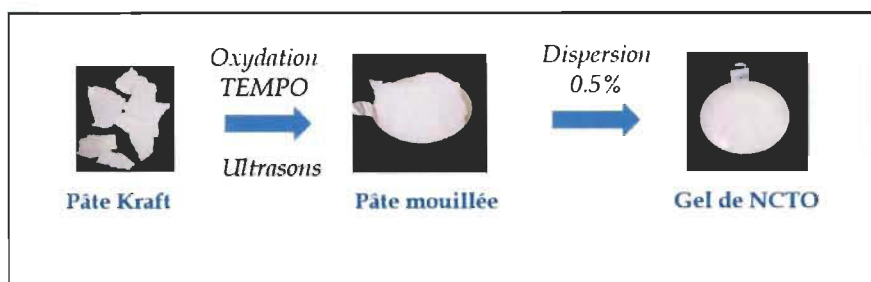 Oxydation
TEMPO
Ultrasons
Dispersion
0.5%
Pâte Kraft
Pâte mouillée
Gel de NCTO